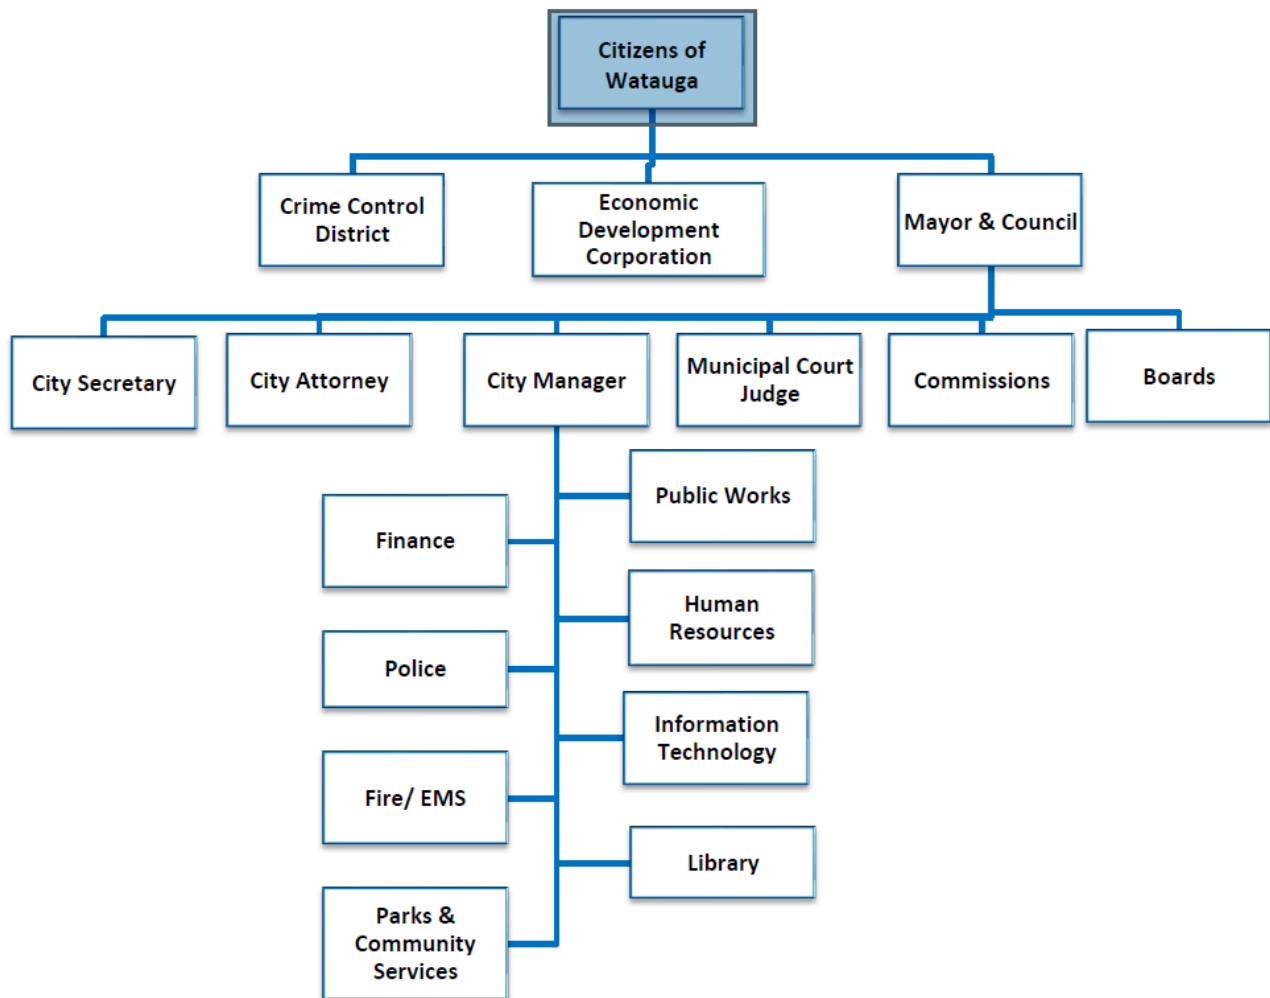 Citizens of
Watauga
Crime Control
District
Economic
Development
Corporation
Mayor & Council
City Secretary
City Attorney
City Manager
Municipal Court
Judge
Commissions
Boards
Public Works
Finance
Human
Resources
Police
Information
Technology
Fire/ EMS
Library
Parks &
Community
Services